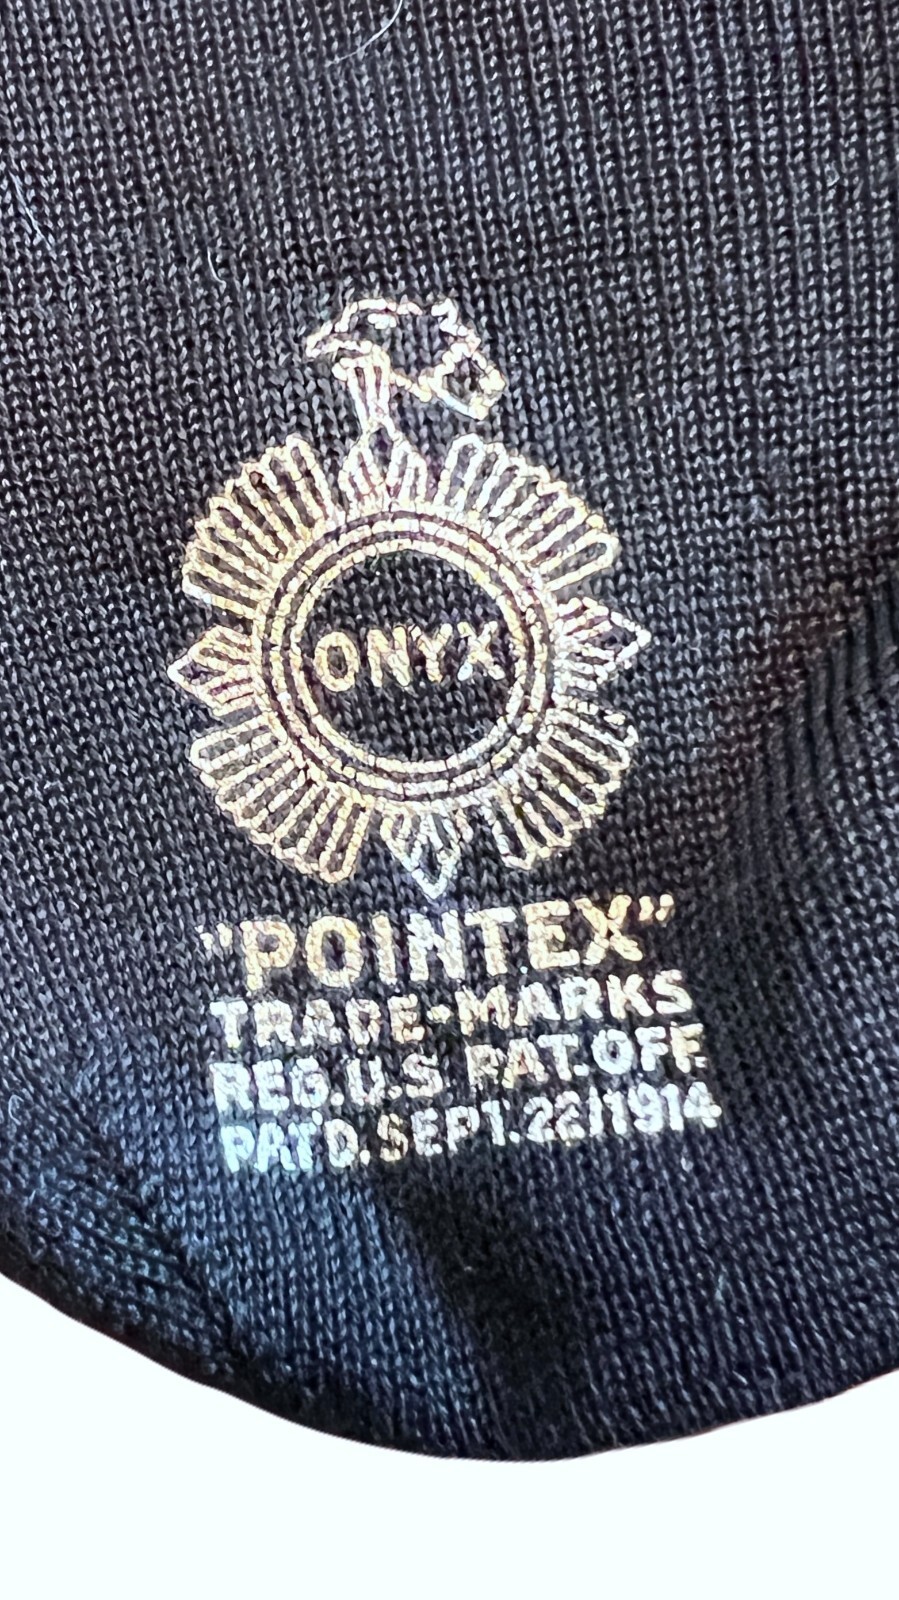 ONYX
"POINTEX"
TRADE-MARKS
REG.U.S. PAT.OFF.
PAT'D.SEPT.22/1914